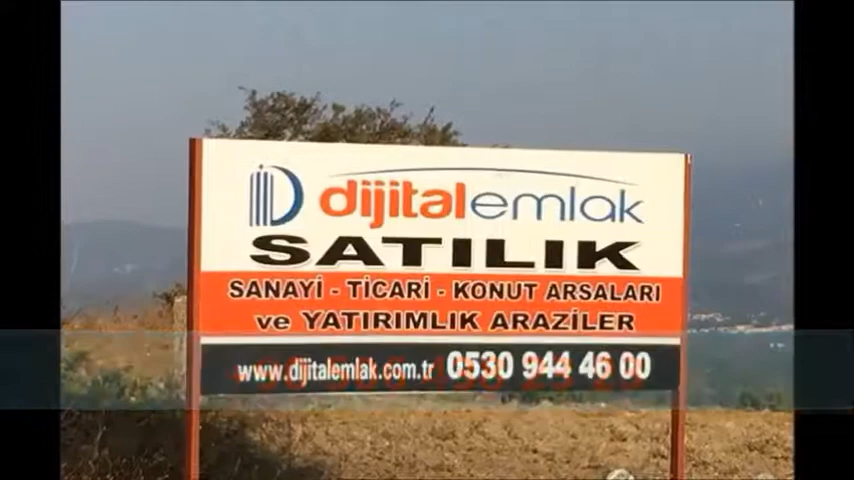 dijitalemlak
SATILIK
SANAYİ - TİCARİ - KONUT ARSALARI
ve YATIRIMLIK ARAZİLER
www.dijitalemlak.com.tr 0530 944 46 00